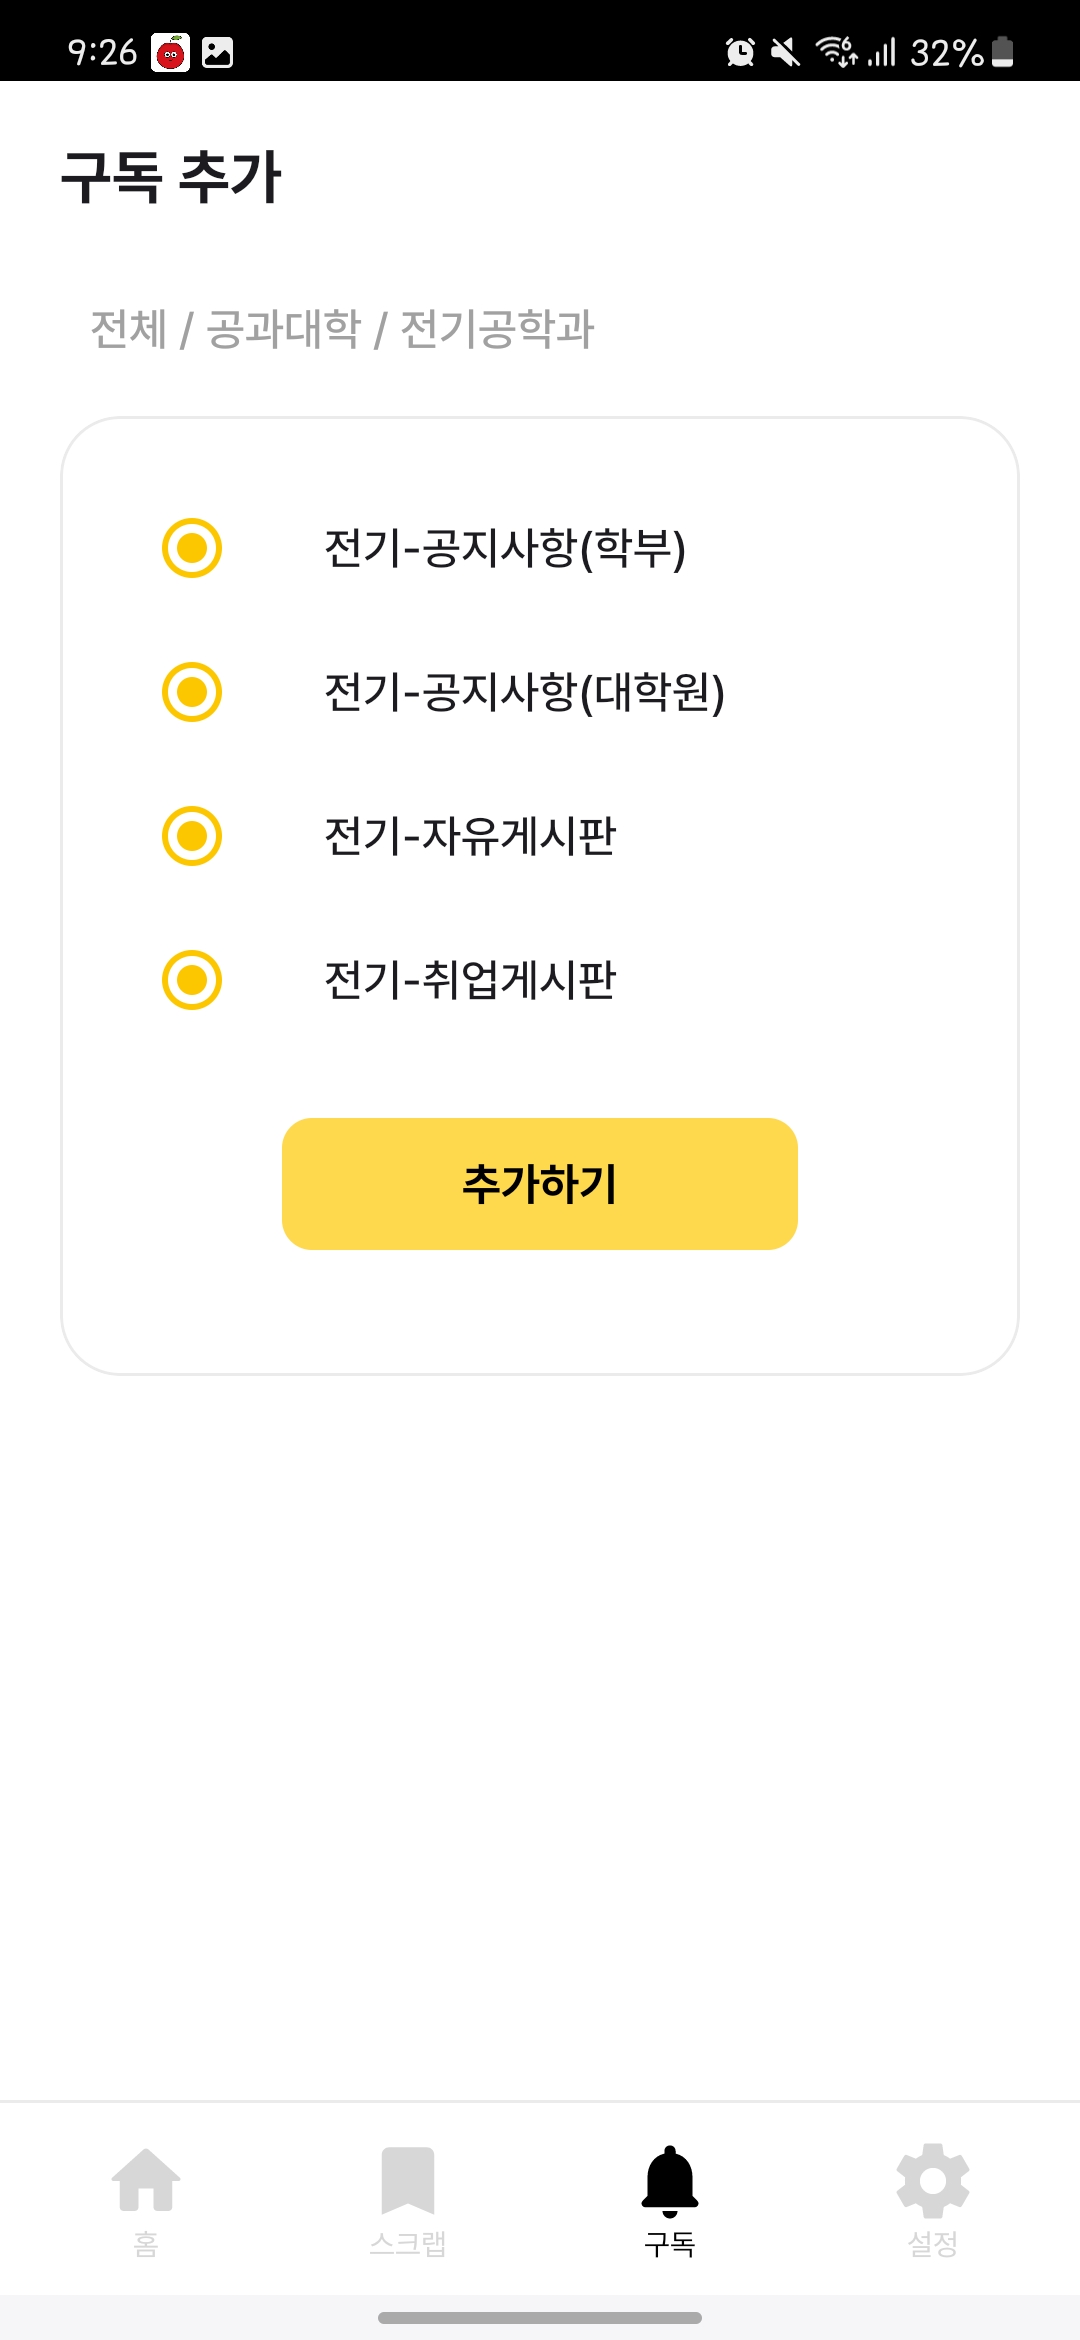 9:26
32%
구독 추가
전체 / 공과대학 / 전기공학과
전기-공지사항(학부)
전기-공지사항(대학원)
전기-자유게시판
전기-취업게시판
추가하기
홈
스크랩
구독
설정